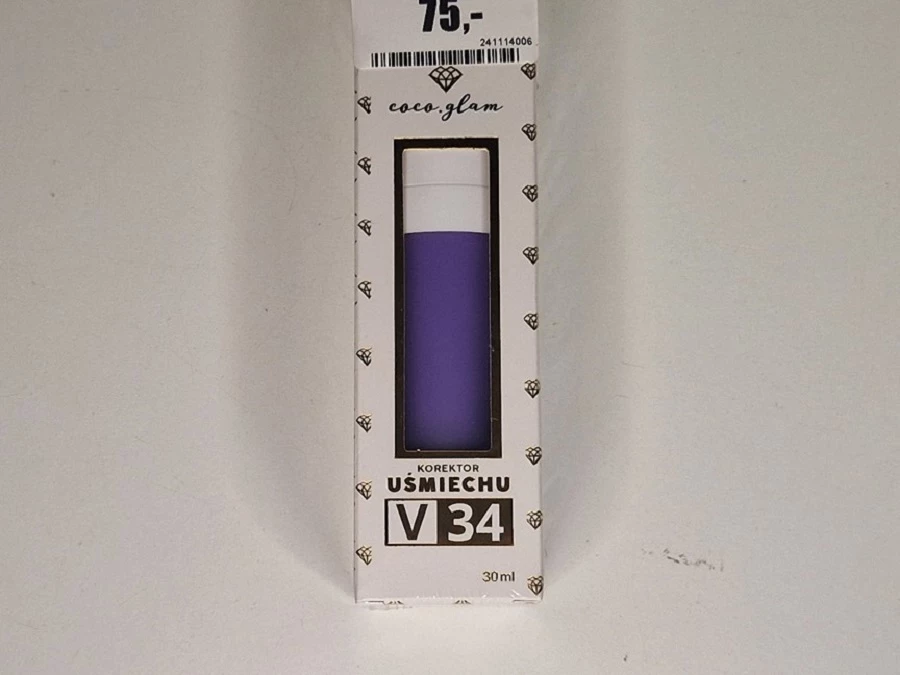 75,-
241114006
coco.glam
KOREKTOR
UŚMIECHU
V 34
30ml